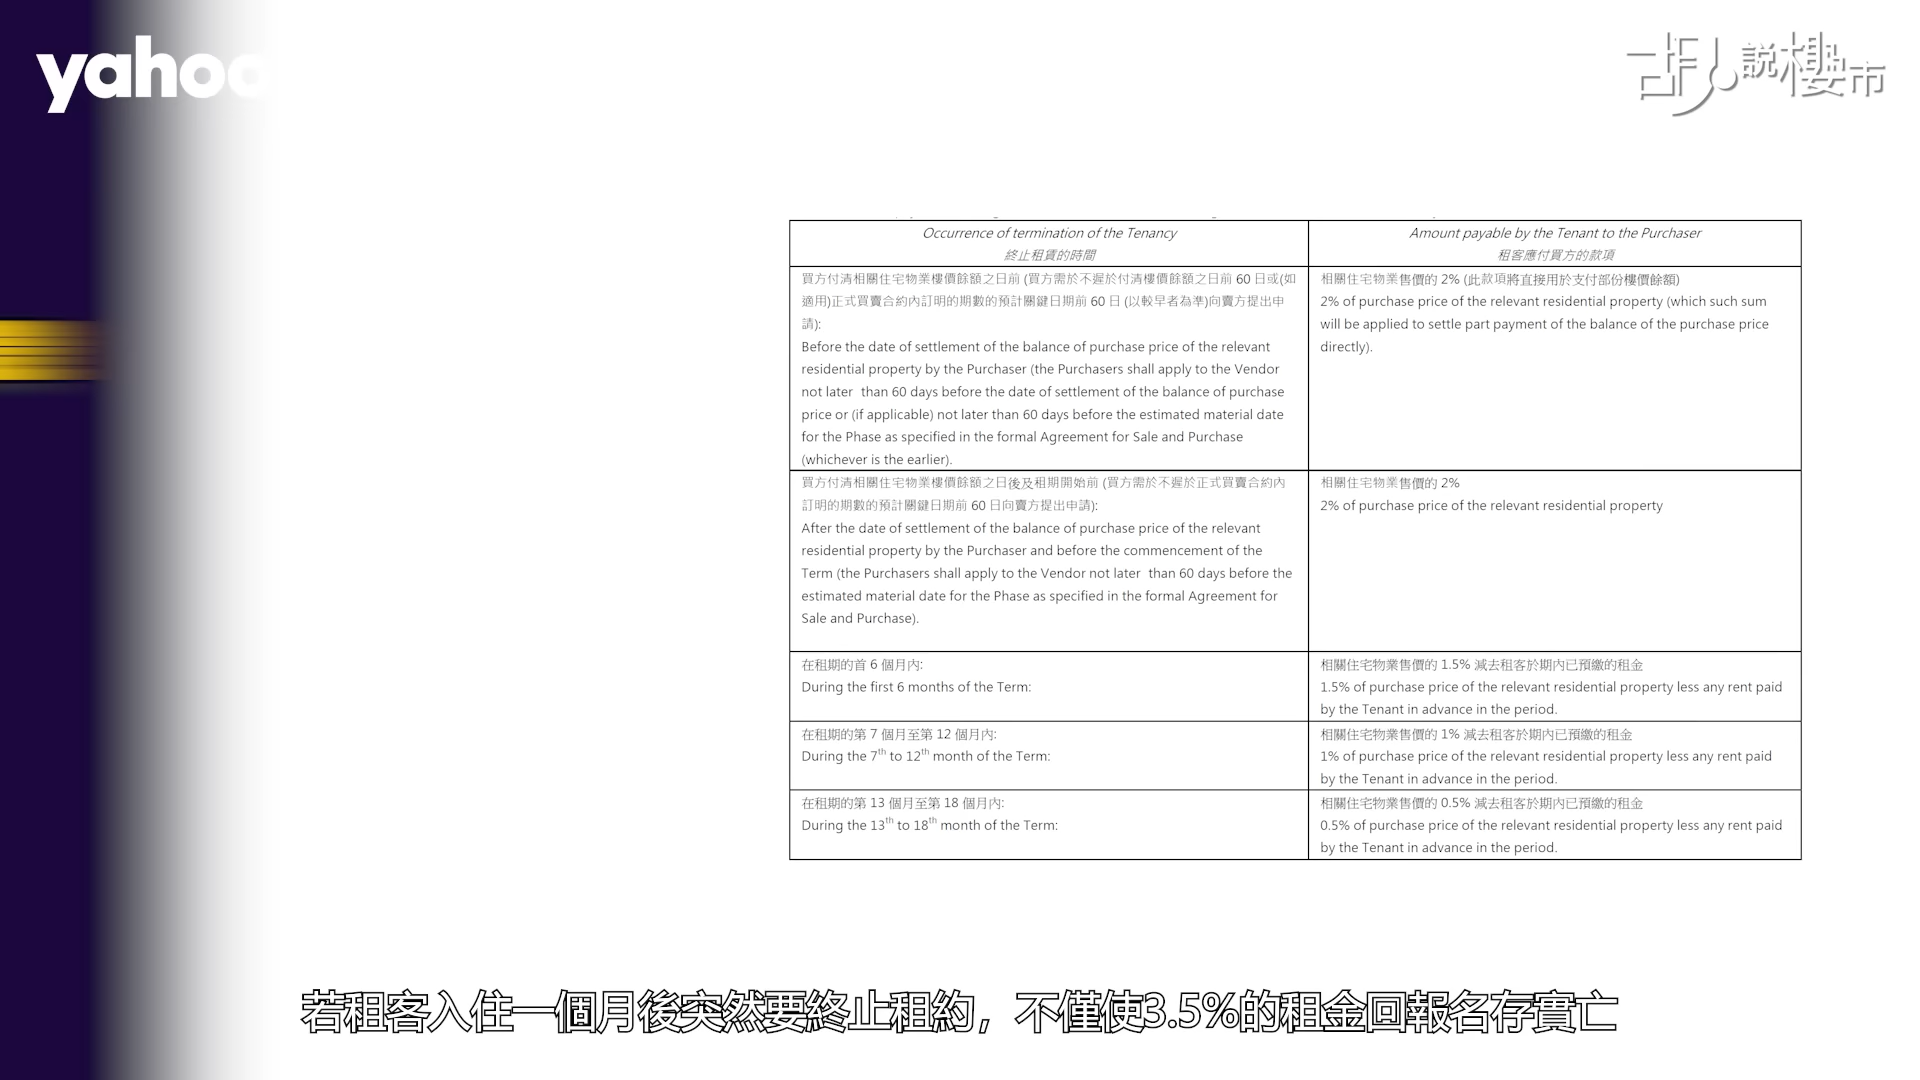 yahoo
胡.說樓市
Occurrence of termination of the Tenancy
終止租賃的時間
Amount payable by the Tenant to the Purchaser
租客應付買方的款項
買方付清相關住宅物業樓價餘額之日前 (買方需於不遲於付清樓價餘額之日前 60 日或(如
適用)正式買賣合約內訂明的期數的預計關鍵日期前 60 日 (以較早者為準)向賣方提出申
請):
Before the date of settlement of the balance of purchase price of the relevant
residential property by the Purchaser (the Purchasers shall apply to the Vendor
not later than 60 days before the date of settlement of the balance of purchase
price or (if applicable) not later than 60 days before the estimated material date
for the Phase as specified in the formal Agreement for Sale and Purchase
(whichever is the earlier).
相關住宅物業售價的 2% (此款項將直接用於支付部份樓價餘額)
2% of purchase price of the relevant residential property (which such sum
will be applied to settle part payment of the balance of the purchase price
directly).
買方付清相關住宅物業樓價餘額之日後及租期開始前 (買方需於不遲於正式買賣合約內
訂明的期數的預計關鍵日期前 60 日向賣方提出申請):
After the date of settlement of the balance of purchase price of the relevant
residential property by the Purchaser and before the commencement of the
Term (the Purchasers shall apply to the Vendor not later than 60 days before the
estimated material date for the Phase as specified in the formal Agreement for
Sale and Purchase).
相關住宅物業售價的 2%
2% of purchase price of the relevant residential property
在租期的首 6 個月內:
During the first 6 months of the Term:
相關住宅物業售價的 1.5% 減去租客於期內已預繳的租金
1.5% of purchase price of the relevant residential property less any rent paid
by the Tenant in advance in the period.
在租期的第 7 個月至第 12 個月內:
During the 7th to 12th month of the Term:
相關住宅物業售價的 1% 減去租客於期內已預繳的租金
1% of purchase price of the relevant residential property less any rent paid
by the Tenant in advance in the period.
在租期的第 13 個月至第 18 個月內:
During the 13th to 18th month of the Term:
相關住宅物業售價的 0.5% 減去租客於期內已預繳的租金
0.5% of purchase price of the relevant residential property less any rent paid
by the Tenant in advance in the period.
若租客入住一個月後突然要終止租約，不僅使3.5%的租金回報名存實亡